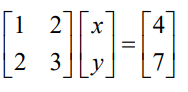 [1 2] [x] = [4]
[2 3] [y] [7]